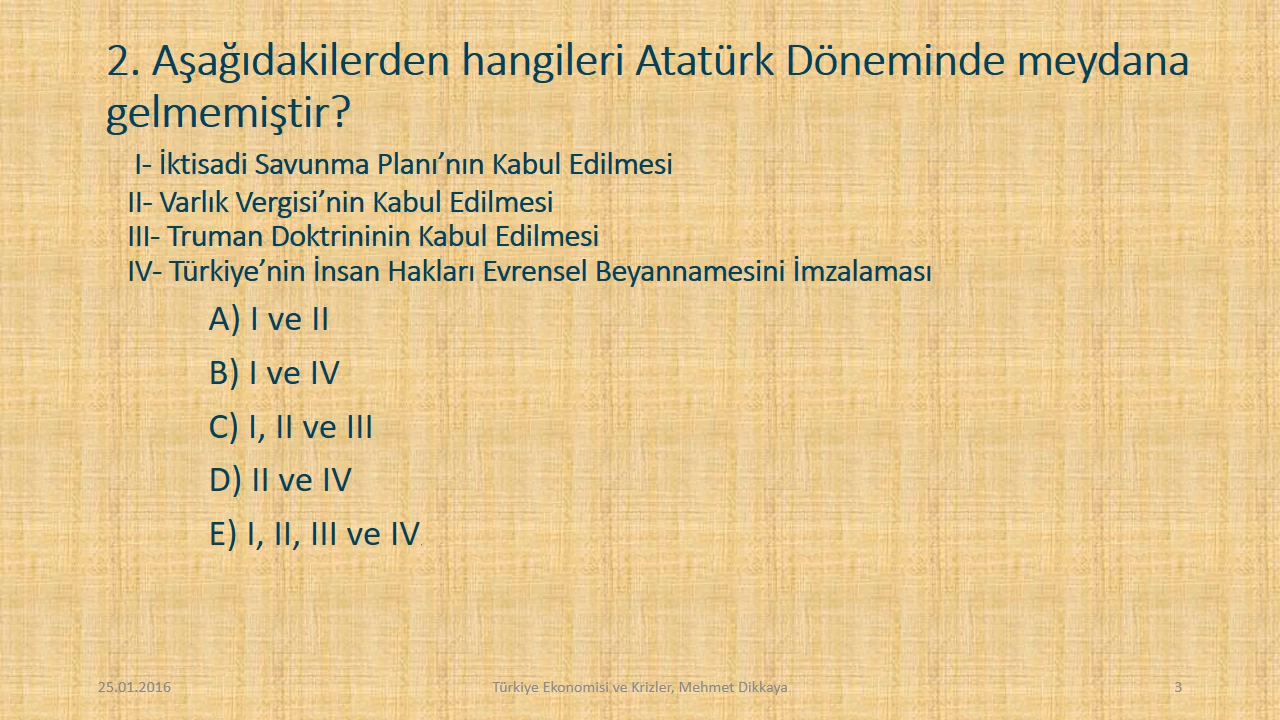 2. Aşağıdakilerden hangileri Atatürk Döneminde meydana
gelmemiştir?
I- İktisadi Savunma Planı’nın Kabul Edilmesi
II- Varlık Vergisi’nin Kabul Edilmesi
III- Truman Doktrininin Kabul Edilmesi
IV- Türkiye’nin İnsan Hakları Evrensel Beyannamesini İmzalaması
A) I ve II
B) I ve IV
C) I, II ve III
D) II ve IV
E) I, II, III ve IV
25.01.2016 Türkiye Ekonomisi ve Krizler, Mehmet Dikkaya 3